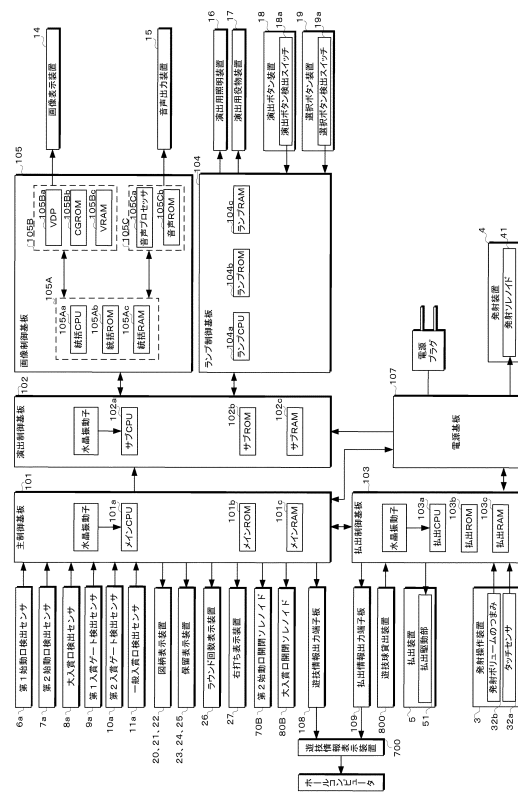 6a
第1始動口検出センサ
7a
第2始動口検出センサ
8a
大入賞口検出センサ
9a
第1入賞ゲート検出センサ
10a
第2入賞ゲート検出センサ
11a
一般入賞口検出センサ
20、21、22
図柄表示装置
23、24、25
保留表示装置
26
ラウンド回数表示装置
27
右打ち表示装置
70B
第2始動口開閉ソレノイド
80B
大入賞口開閉ソレノイド
108
遊技情報出力端子板
109
払出情報出力端子板
800
遊技球貸出装置
5
払出装置
51
払出駆動部
3
発射操作装置
32b
発射ボリュームのつまみ
32a
タッチセンサ
700
遊技情報表示装置
ホールコンピュータ
101
主制御基板
水晶振動子
101a
メインCPU
101b
メインROM
101c
メインRAM
103
払出制御基板
水晶振動子
103a
払出CPU
103b
払出ROM
103c
払出RAM
102
演出制御基板
水晶振動子
102a
サブCPU
102b
サブROM
102c
サブRAM
107
電源基板
電源
プラグ
4
発射装置
41
発射ソレノイド
105
画像制御基板
105A
105Aa
統括CPU
105Ab
統括ROM
105Ac
統括RAM
105B
105Ba
VDP
105Bb
CGROM
105Bc
VRAM
105C
105Ca
音声プロセッサ
105Cb
音声ROM
104
ランプ制御基板
104a
ランプCPU
104b
ランプROM
104c
ランプRAM
14
画像表示装置
15
音声出力装置
16
演出用照明装置
17
演出用役物装置
18
演出ボタン装置
18a
演出ボタン検出スイッチ
19
選択ボタン装置
19a
選択ボタン検出スイッチ